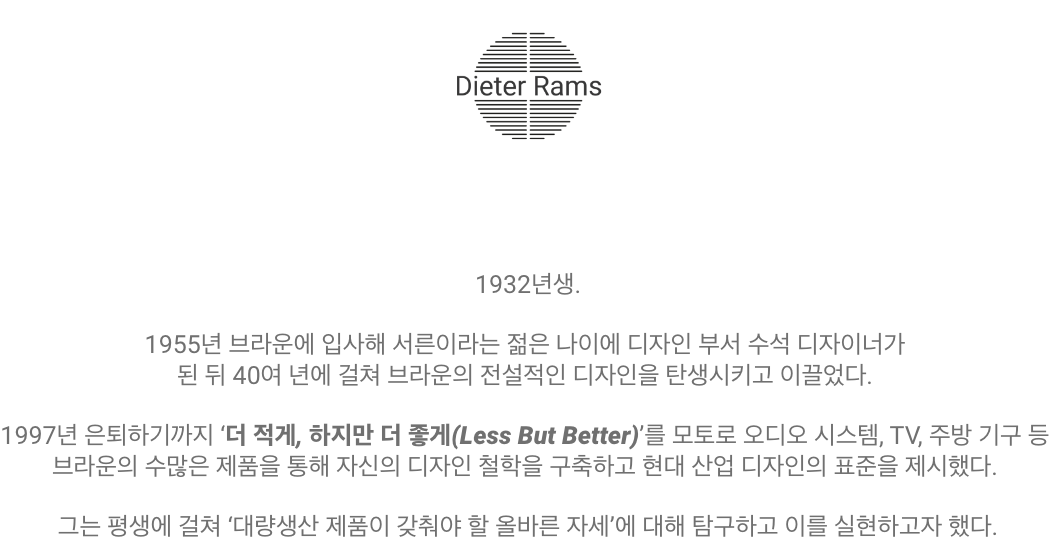 Dieter Rams
1932년생.
1955년 브라운에 입사해 서른이라는 젊은 나이에 디자인 부서 수석 디자이너가
된 뒤 40여 년에 걸쳐 브라운의 전설적인 디자인을 탄생시키고 이끌었다.
1997년 은퇴하기까지 ‘더 적게, 하지만 더 좋게(Less But Better)’를 모토로 오디오 시스템, TV, 주방 기구 등
브라운의 수많은 제품을 통해 자신의 디자인 철학을 구축하고 현대 산업 디자인의 표준을 제시했다.
그는 평생에 걸쳐 ‘대량생산 제품이 갖춰야 할 올바른 자세’에 대해 탐구하고 이를 실현하고자 했다.